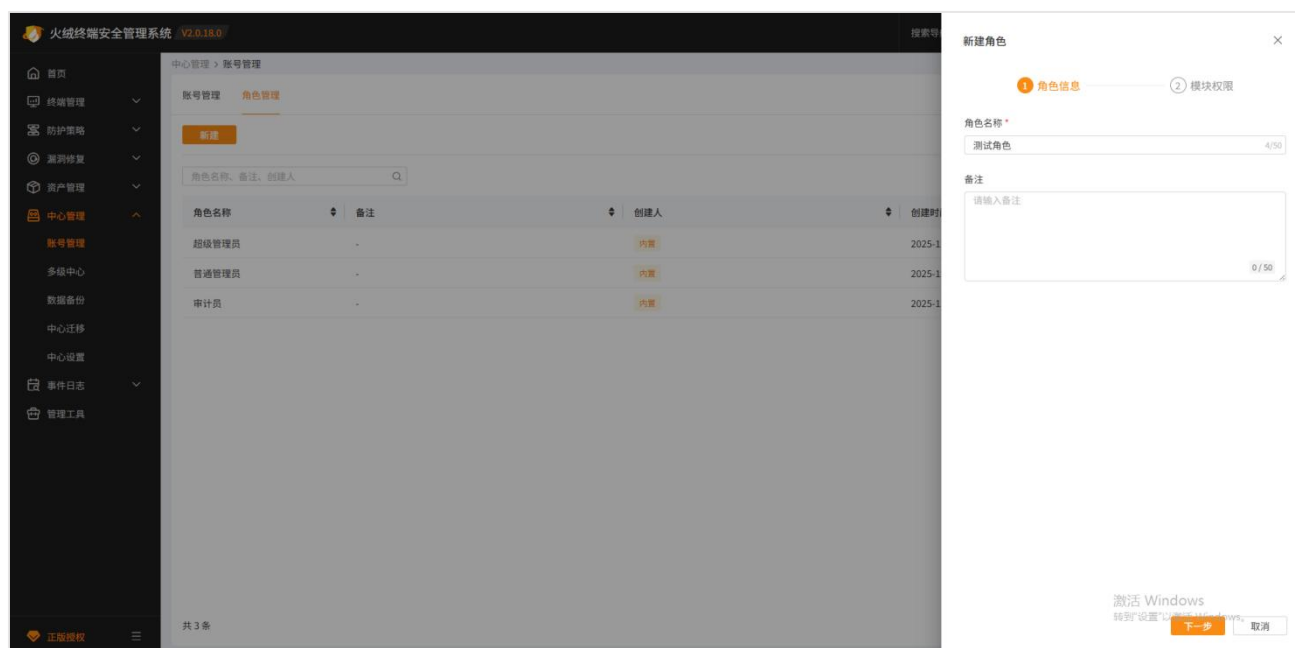 火绒终端安全管理系统 V2.0.18.0
搜索导
首页
终端管理
防护策略
漏洞修复
资产管理
中心管理
账号管理
多级中心
数据备份
中心迁移
中心设置
事件日志
管理工具
正版授权
中心管理 > 账号管理
账号管理 角色管理
新建
角色名称、备注、创建人
角色名称 备注 创建人 创建时
超级管理员 - 内置 2025-1
普通管理员 - 内置 2025-1
审计员 - 内置 2025-1
共 3 条
新建角色
1 角色信息 2 模块权限
角色名称 *
测试角色 4/50
备注
请输入备注
0 / 50
激活 Windows
转到"设置"以激活 Windows。
下一步 取消